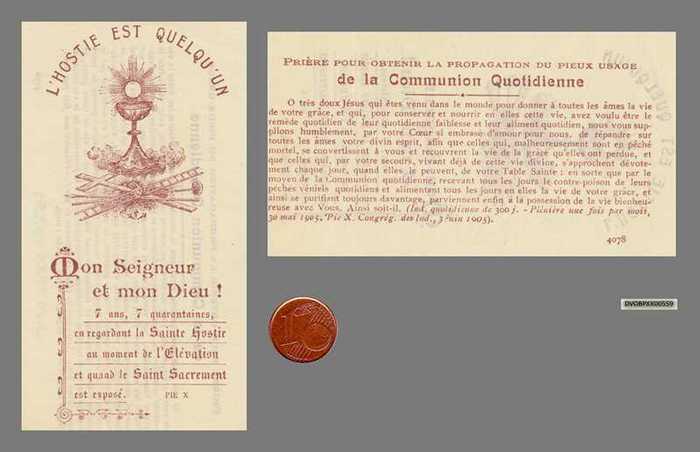 L'HOSTIE EST QUELQU'UN
Mon Seigneur
et mon Dieu !
7 ans, 7 quarantaines,
en regardant la Sainte Hostie
au moment de l'Elévation
et quand le Saint Sacrement
est exposé. PIE X
PRIÈRE POUR OBTENIR LA PROPAGATION DU PIEUX USAGE
de la Communion Quotidienne
O très doux Jésus qui êtes venu dans le monde pour donner à toutes les âmes la vie
de votre grâce, et qui, pour conserver et nourrir en elles cette vie, avez voulu être le
remède quotidien de leur quotidienne faiblesse et leur aliment quotidien, nous vous sup-
plions humblement, par votre Cœur si embrasé d'amour pour nous, de répandre sur
toutes les âmes votre divin esprit, afin que celles qui, malheureusement sont en péché
mortel, se convertissent à vous et recouvrent la vie de la grâce qu'elles ont perdue, et
que celles qui, par votre secours, vivant déjà de cette vie divine, s'approchent dévote-
ment chaque jour, quand elles le peuvent, de votre Table Sainte : en sorte que par le
moyen de la Communion quotidienne, recevant tous les jours le contre-poison de leurs
péchés véniels quotidiens et alimentant tous les jours en elles la vie de votre grâce, et
ainsi se purifiant toujours davantage, parviennent enfin à la possession de la vie bienheu-
reuse avec Vous. Ainsi soit-il. (Ind. quotidienne de 300 j. - Plénière une fois par mois,
30 mai 1905, Pie X. Congrég. des Ind., 3 juin 1905).
4078
1
DVOBPXX00559